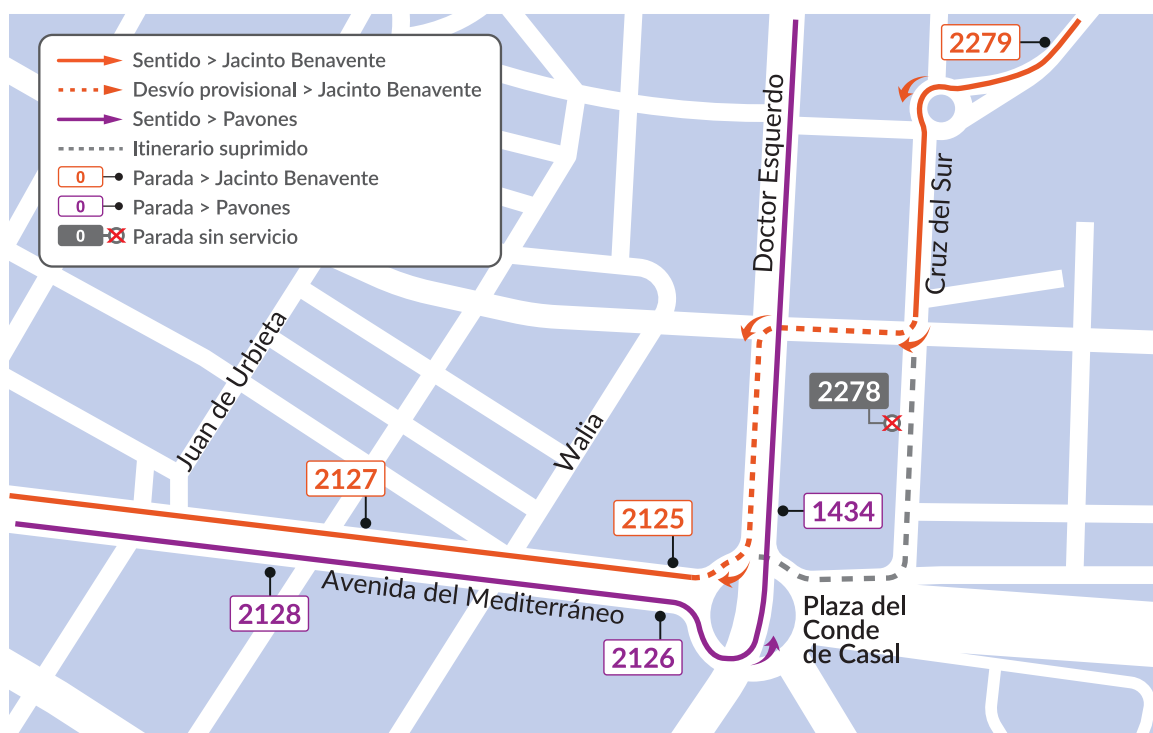 Sentido > Jacinto Benavente
Desvío provisional > Jacinto Benavente
Sentido > Pavones
Itinerario suprimido
0 Parada > Jacinto Benavente
0 Parada > Pavones
0 Parada sin servicio
2279
Doctor Esquerdo
Cruz del Sur
Juan de Urbieta
Walia
2278
2127
2125
1434
Avenida del Mediterráneo
2128
2126
Plaza del
Conde
de Casal